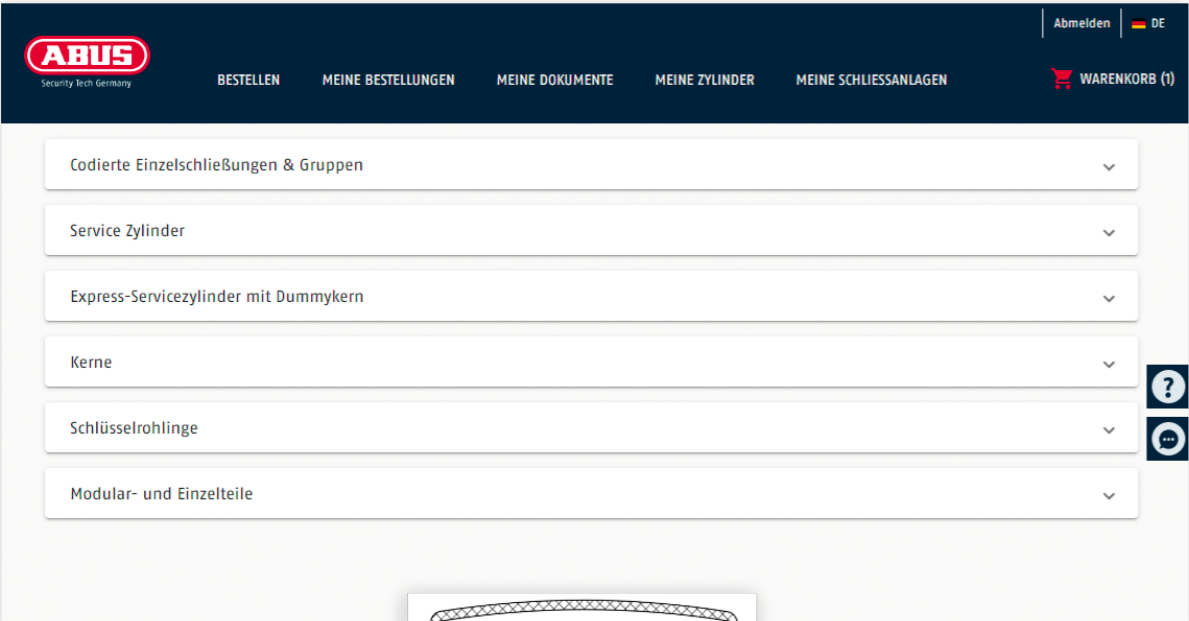 Abmelden DE
ABUS
Security Tech Germany
BESTELLEN MEINE BESTELLUNGEN MEINE DOKUMENTE MEINE ZYLINDER MEINE SCHLIESSANLAGEN WARENKORB (1)
Codierte Einzelschließungen & Gruppen
Service Zylinder
Express-Servicezylinder mit Dummykern
Kerne
?
Schlüsselrohlinge
Modular- und Einzelteile